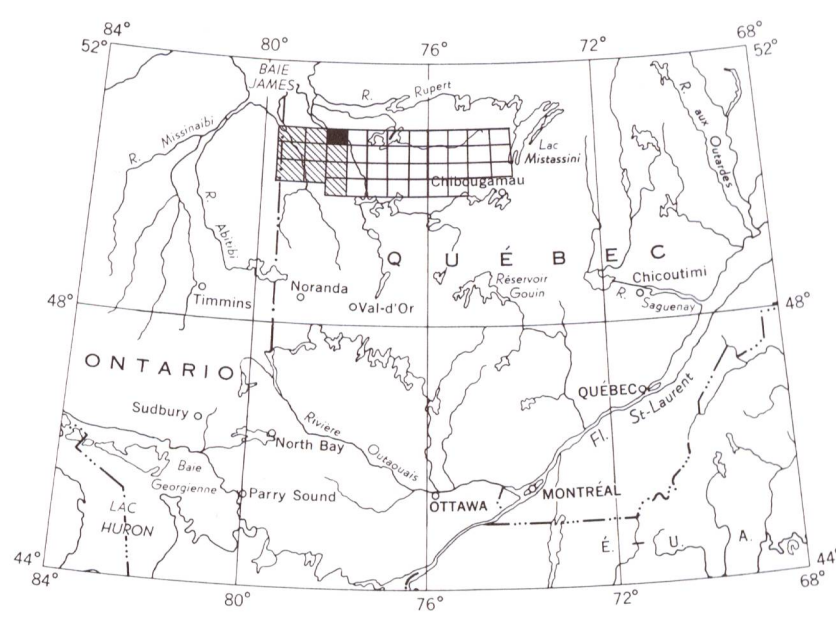 84°
80°
76°
72°
68°
52°
52°
BAIE
JAMES
R. Rupert
R. Missinaibi
R. aux Outardes
Lac
Mistassini
Chibougamau
R. Abitibi
QUÉBEC
Réservoir
Gouin
Chicoutimi
R. Saguenay
Timmins
Noranda
Val-d'Or
48°
48°
ONTARIO
Sudbury
North Bay
Rivière Outaouais
QUÉBEC
Fl. St-Laurent
Baie
Georgienne
Parry Sound
LAC
HURON
OTTAWA
MONTRÉAL
É. U. A.
44°
44°
84°
80°
76°
72°
68°